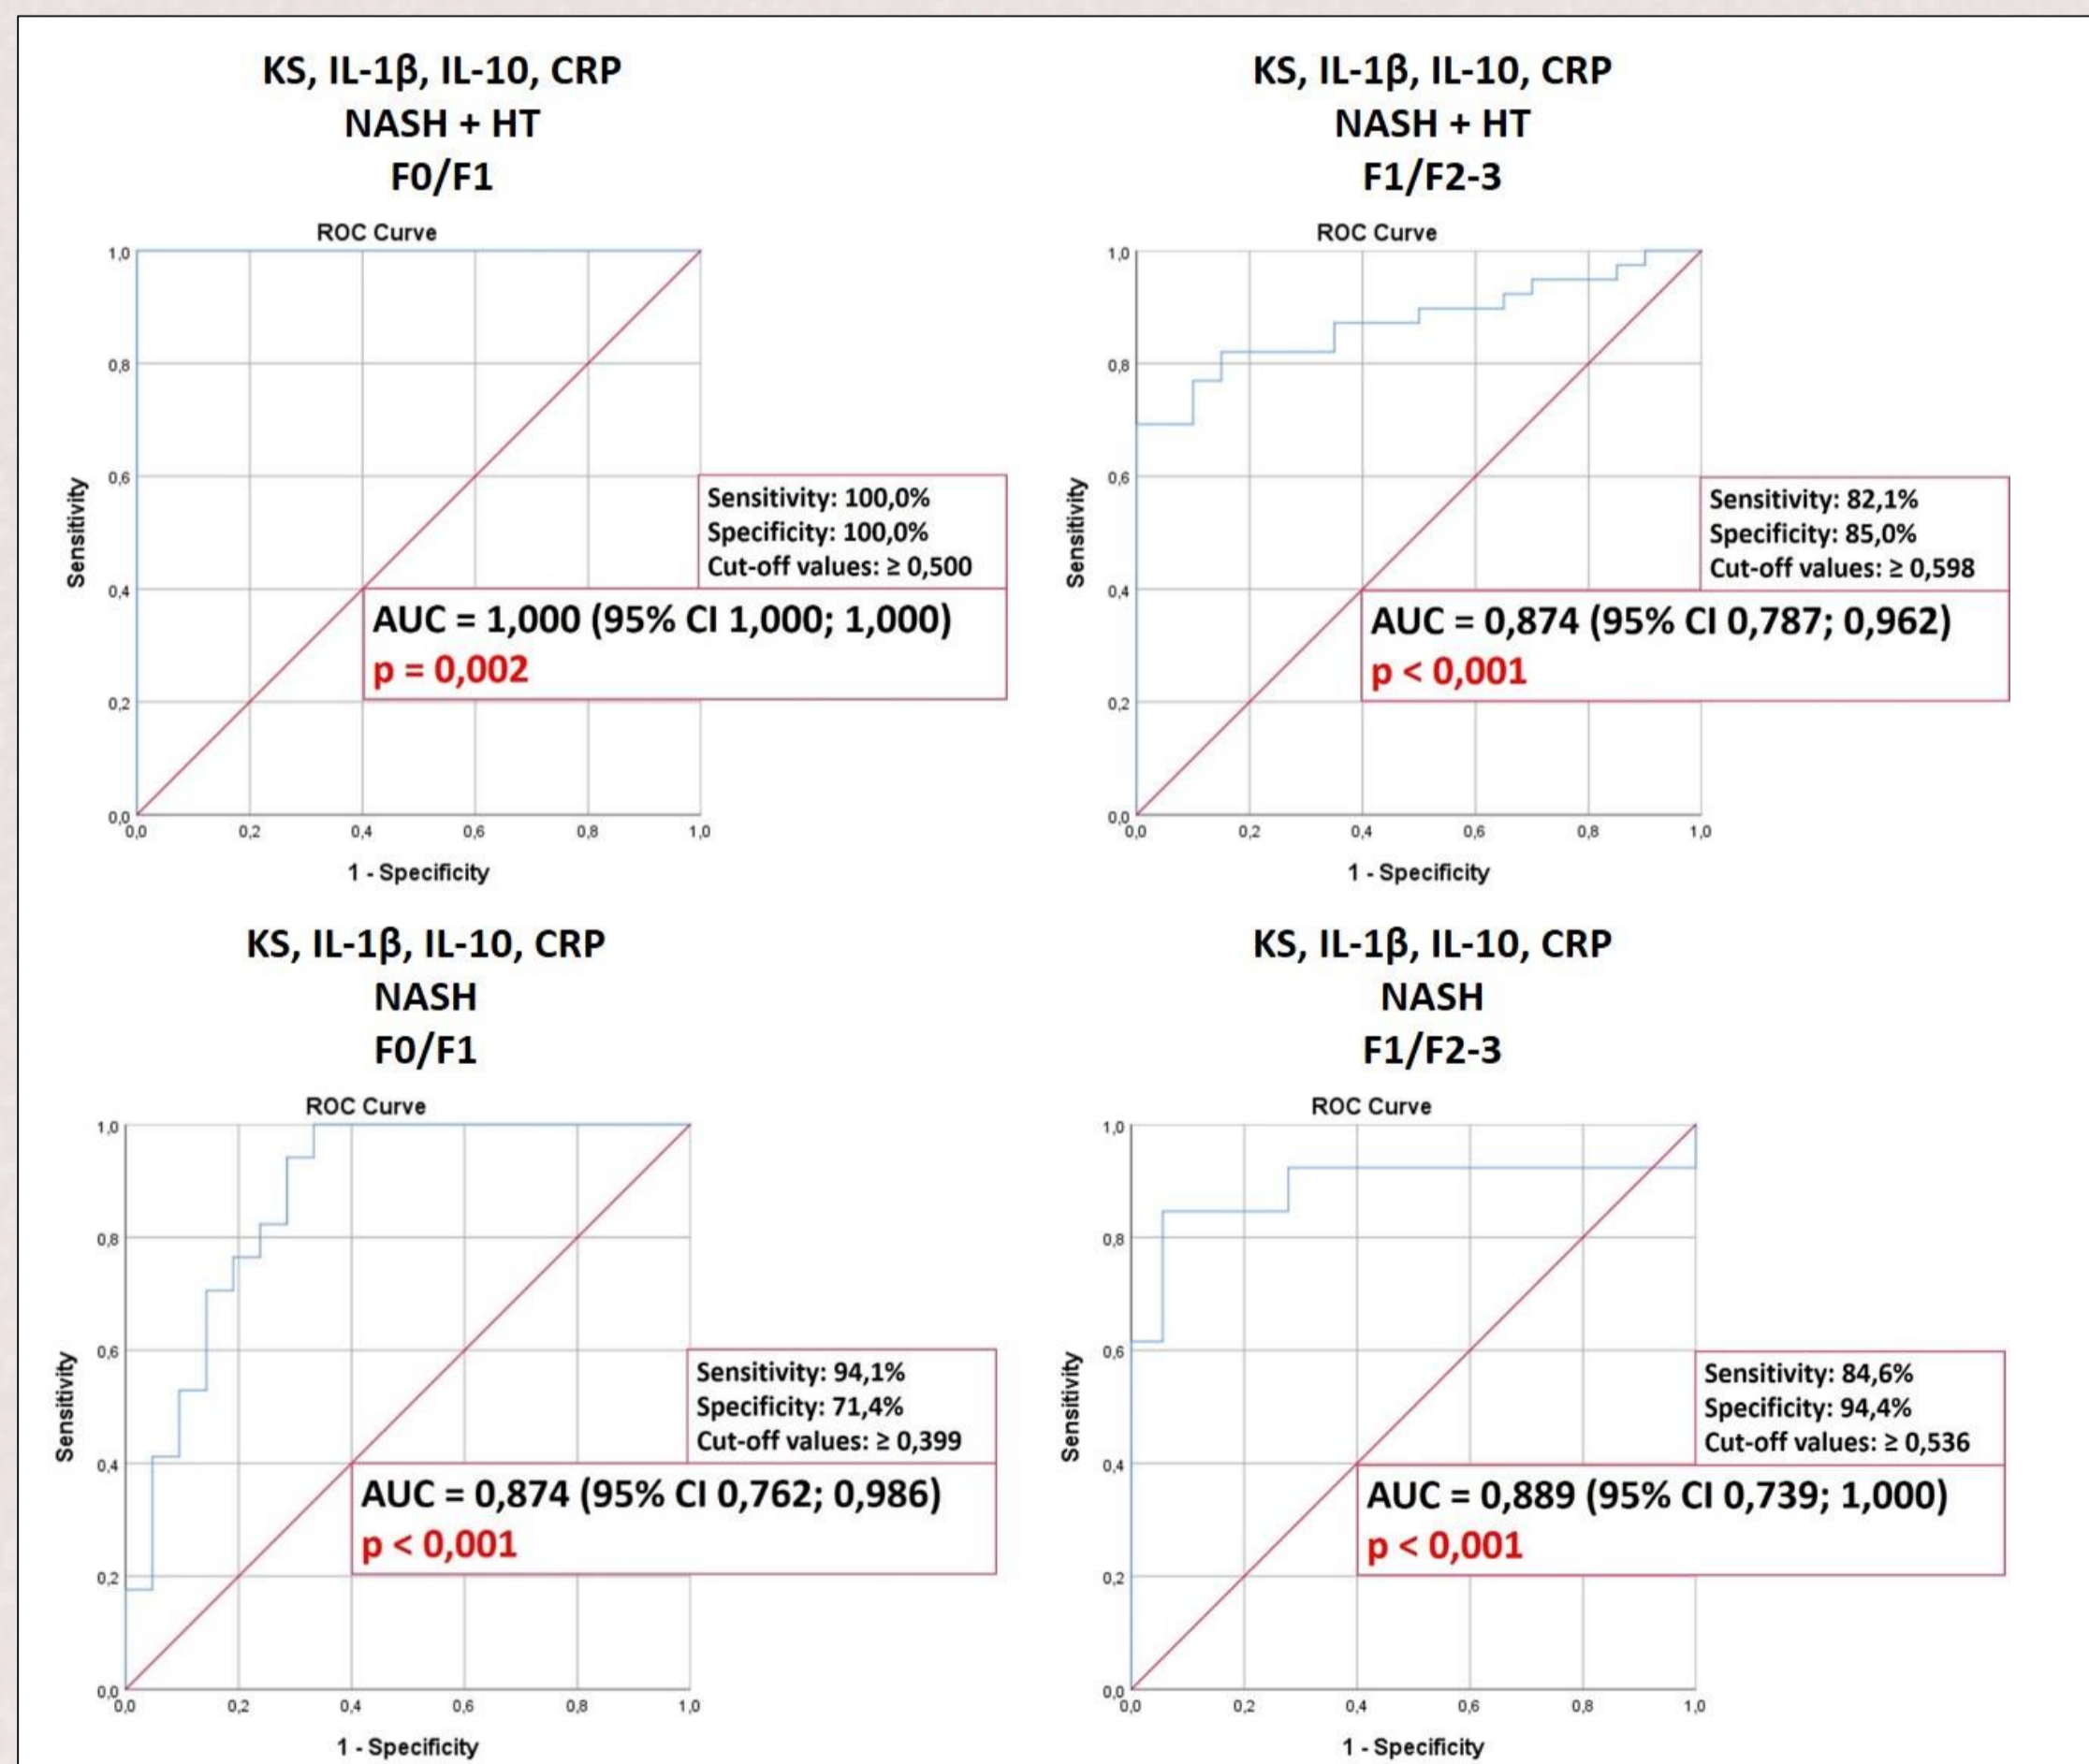 KS, IL-1β, IL-10, CRP
NASH + HT
F0/F1
ROC Curve
1,0
0,8
0,6
0,4
0,2
0,0
Sensitivity
Sensitivity: 100,0%
Specificity: 100,0%
Cut-off values: ≥ 0,500
AUC = 1,000 (95% CI 1,000; 1,000)
p = 0,002
0,0 0,2 0,4 0,6 0,8 1,0
1 - Specificity
KS, IL-1β, IL-10, CRP
NASH + HT
F1/F2-3
ROC Curve
1,0
0,8
0,6
0,4
0,2
0,0
Sensitivity
Sensitivity: 82,1%
Specificity: 85,0%
Cut-off values: ≥ 0,598
AUC = 0,874 (95% CI 0,787; 0,962)
p < 0,001
0,0 0,2 0,4 0,6 0,8 1,0
1 - Specificity
KS, IL-1β, IL-10, CRP
NASH
F0/F1
ROC Curve
1,0
0,8
0,6
0,4
0,2
0,0
Sensitivity
Sensitivity: 94,1%
Specificity: 71,4%
Cut-off values: ≥ 0,399
AUC = 0,874 (95% CI 0,762; 0,986)
p < 0,001
0,0 0,2 0,4 0,6 0,8 1,0
1 - Specificity
KS, IL-1β, IL-10, CRP
NASH
F1/F2-3
ROC Curve
1,0
0,8
0,6
0,4
0,2
0,0
Sensitivity
Sensitivity: 84,6%
Specificity: 94,4%
Cut-off values: ≥ 0,536
AUC = 0,889 (95% CI 0,739; 1,000)
p < 0,001
0,0 0,2 0,4 0,6 0,8 1,0
1 - Specificity